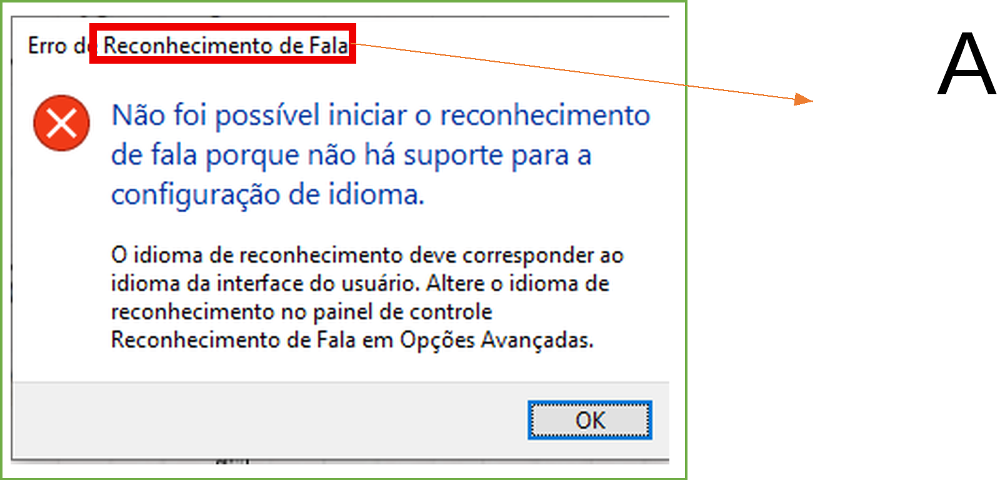 Erro de Reconhecimento de Fala
A
Não foi possível iniciar o reconhecimento
de fala porque não há suporte para a
configuração de idioma.
O idioma de reconhecimento deve corresponder ao
idioma da interface do usuário. Altere o idioma de
reconhecimento no painel de controle
Reconhecimento de Fala em Opções Avançadas.
OK